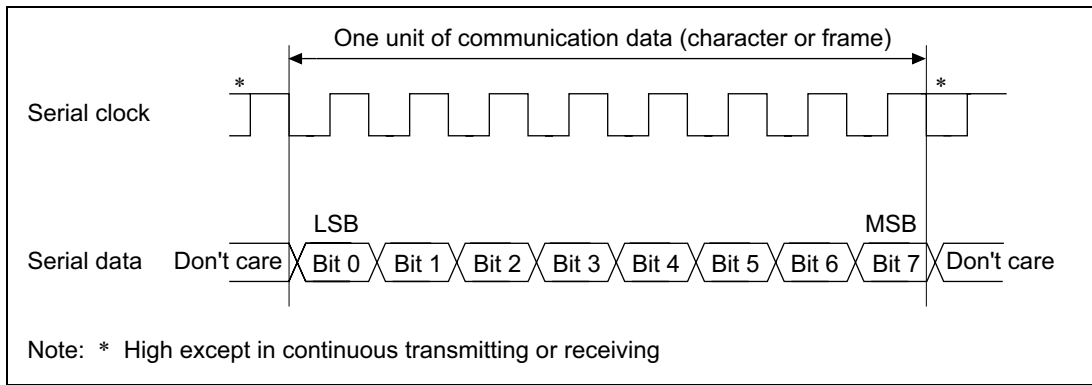 One unit of communication data (character or frame)
* *
Serial clock
LSB MSB
Serial data Don't care Bit 0 Bit 1 Bit 2 Bit 3 Bit 4 Bit 5 Bit 6 Bit 7 Don't care
Note: * High except in continuous transmitting or receiving